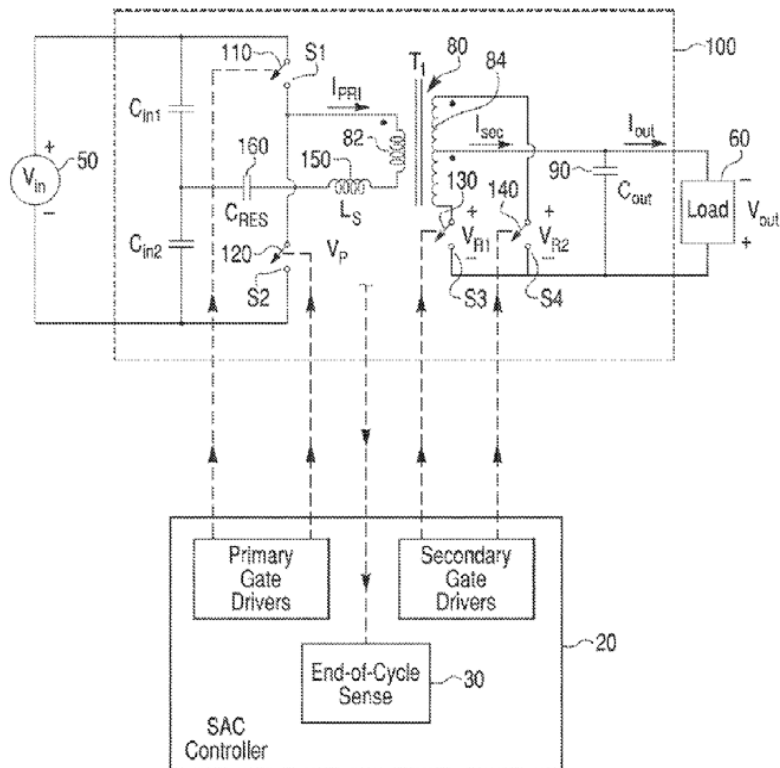 100
110
S1
T1
80
84
IPRI
Cin1
82
160
150
Isec
Iout
+
Vin
−
50
CRES
LS
130
140
90
Cout
60
Load
−
Vout
+
Cin2
120
VP
S2
+
VR1
−
+
VR2
−
S3
S4
Primary
Gate
Drivers
Secondary
Gate
Drivers
20
End-of-Cycle
Sense
30
SAC
Controller